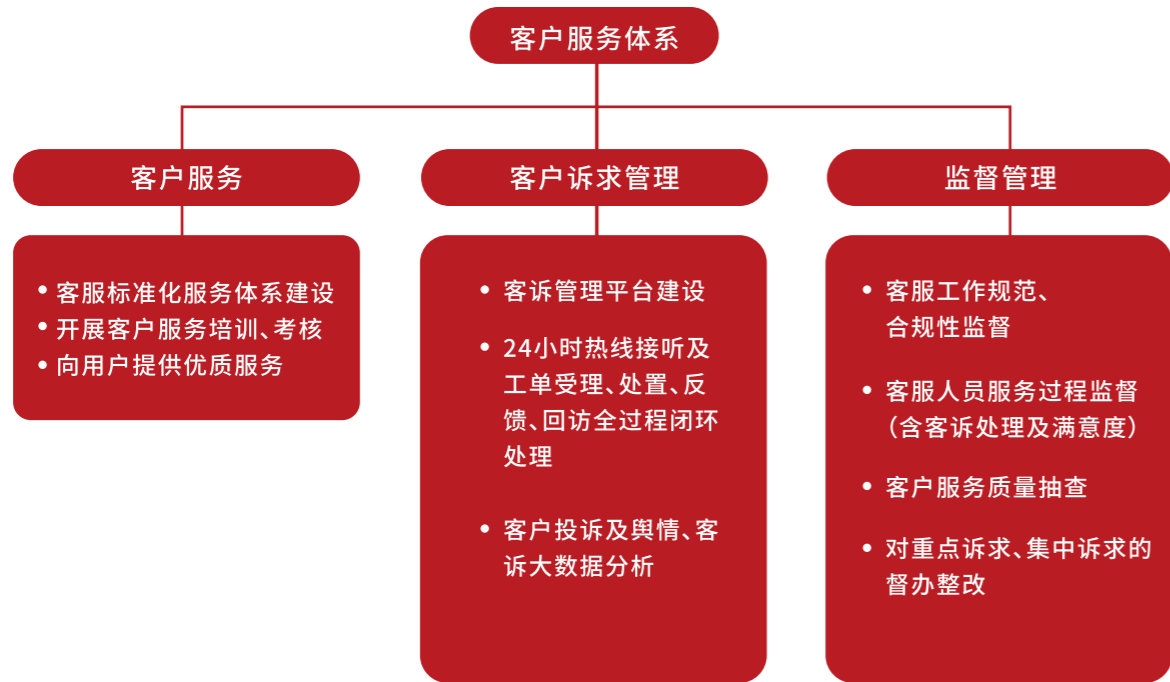 客户服务体系
客户服务
客户诉求管理
监督管理
• 客服标准化服务体系建设
• 开展客户服务培训、考核
• 向用户提供优质服务
• 客诉管理平台建设
• 24小时热线接听及
工单受理、处置、反
馈、回访全过程闭环
处理
• 客户投诉及舆情、客
诉大数据分析
• 客服工作规范、
合规性监督
• 客服人员服务过程监督
（含客诉处理及满意度）
• 客户服务质量抽查
• 对重点诉求、集中诉求的
督办整改